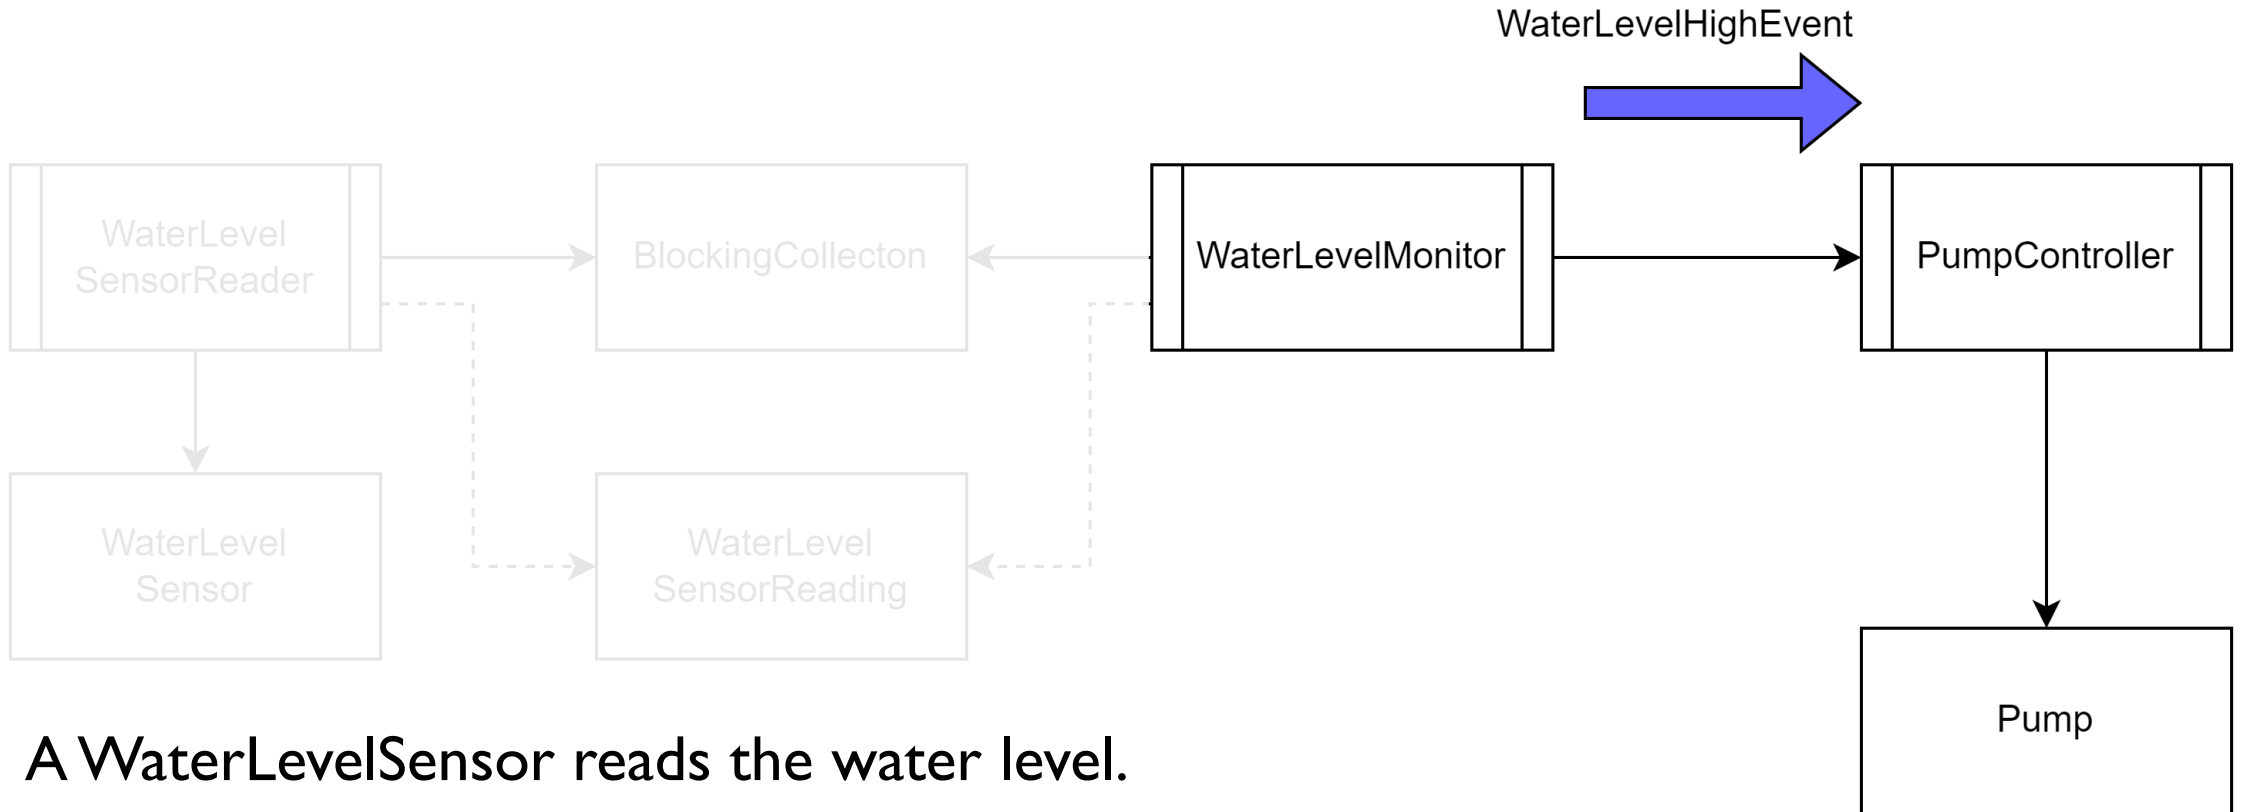 WaterLevelHighEvent
WaterLevel
SensorReader
BlockingCollecton
WaterLevelMonitor
PumpController
WaterLevel
Sensor
WaterLevel
SensorReading
Pump
A WaterLevelSensor reads the water level.